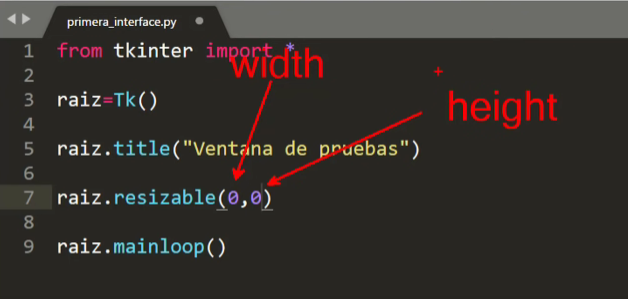 primera_interface.py
1 from tkinter import *
width
2
3 raiz=Tk()
height
4
5 raiz.title("Ventana de pruebas")
6
7 raiz.resizable(0,0)
8
9 raiz.mainloop()